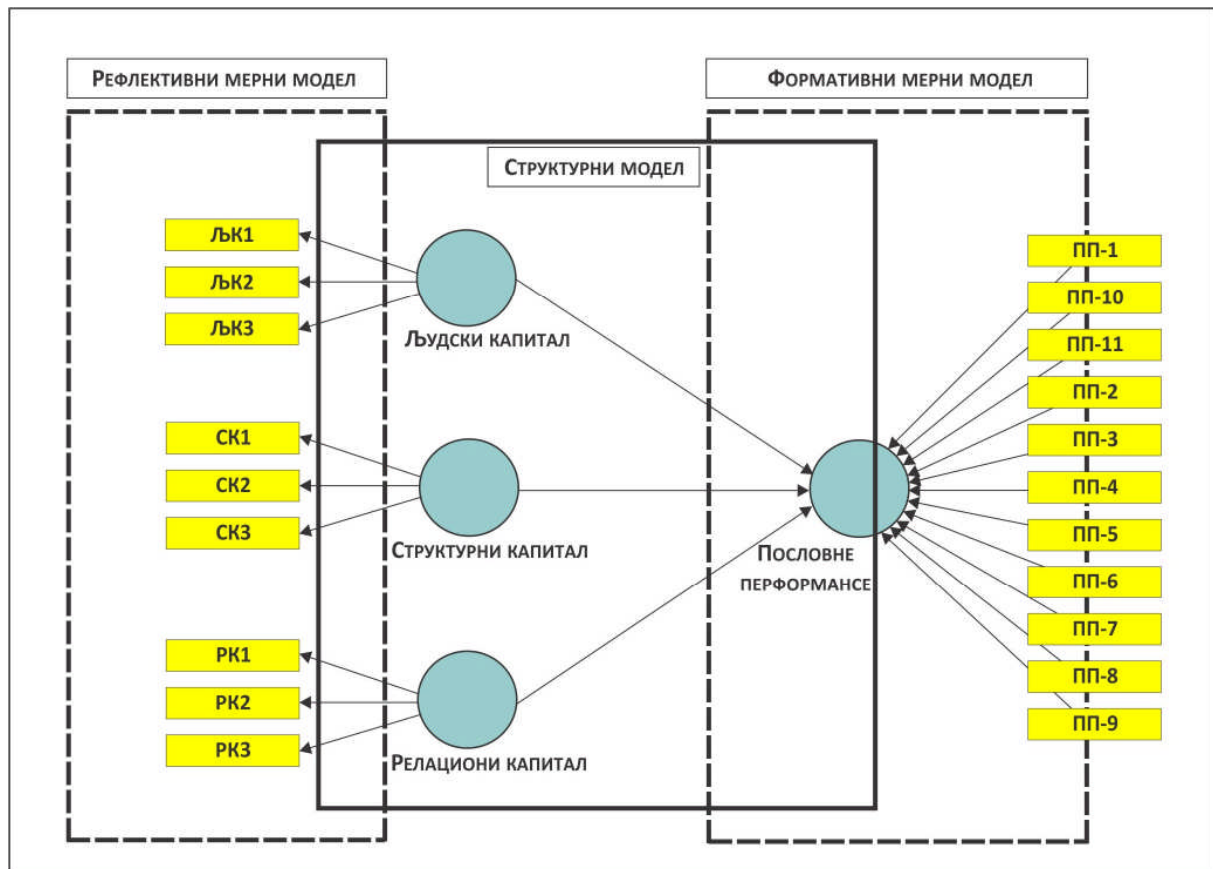 РЕФЛЕКТИВНИ МЕРНИ МОДЕЛ
ФОРМАТИВНИ МЕРНИ МОДЕЛ
СТРУКТУРНИ МОДЕЛ
ЉК1
ЉК2
ЉК3
ЉУДСКИ КАПИТАЛ
СК1
СК2
СК3
СТРУКТУРНИ КАПИТАЛ
РК1
РК2
РК3
РЕЛАЦИОНИ КАПИТАЛ
ПОСЛОВНЕ
ПЕРФОРМАНСЕ
ПП-1
ПП-10
ПП-11
ПП-2
ПП-3
ПП-4
ПП-5
ПП-6
ПП-7
ПП-8
ПП-9